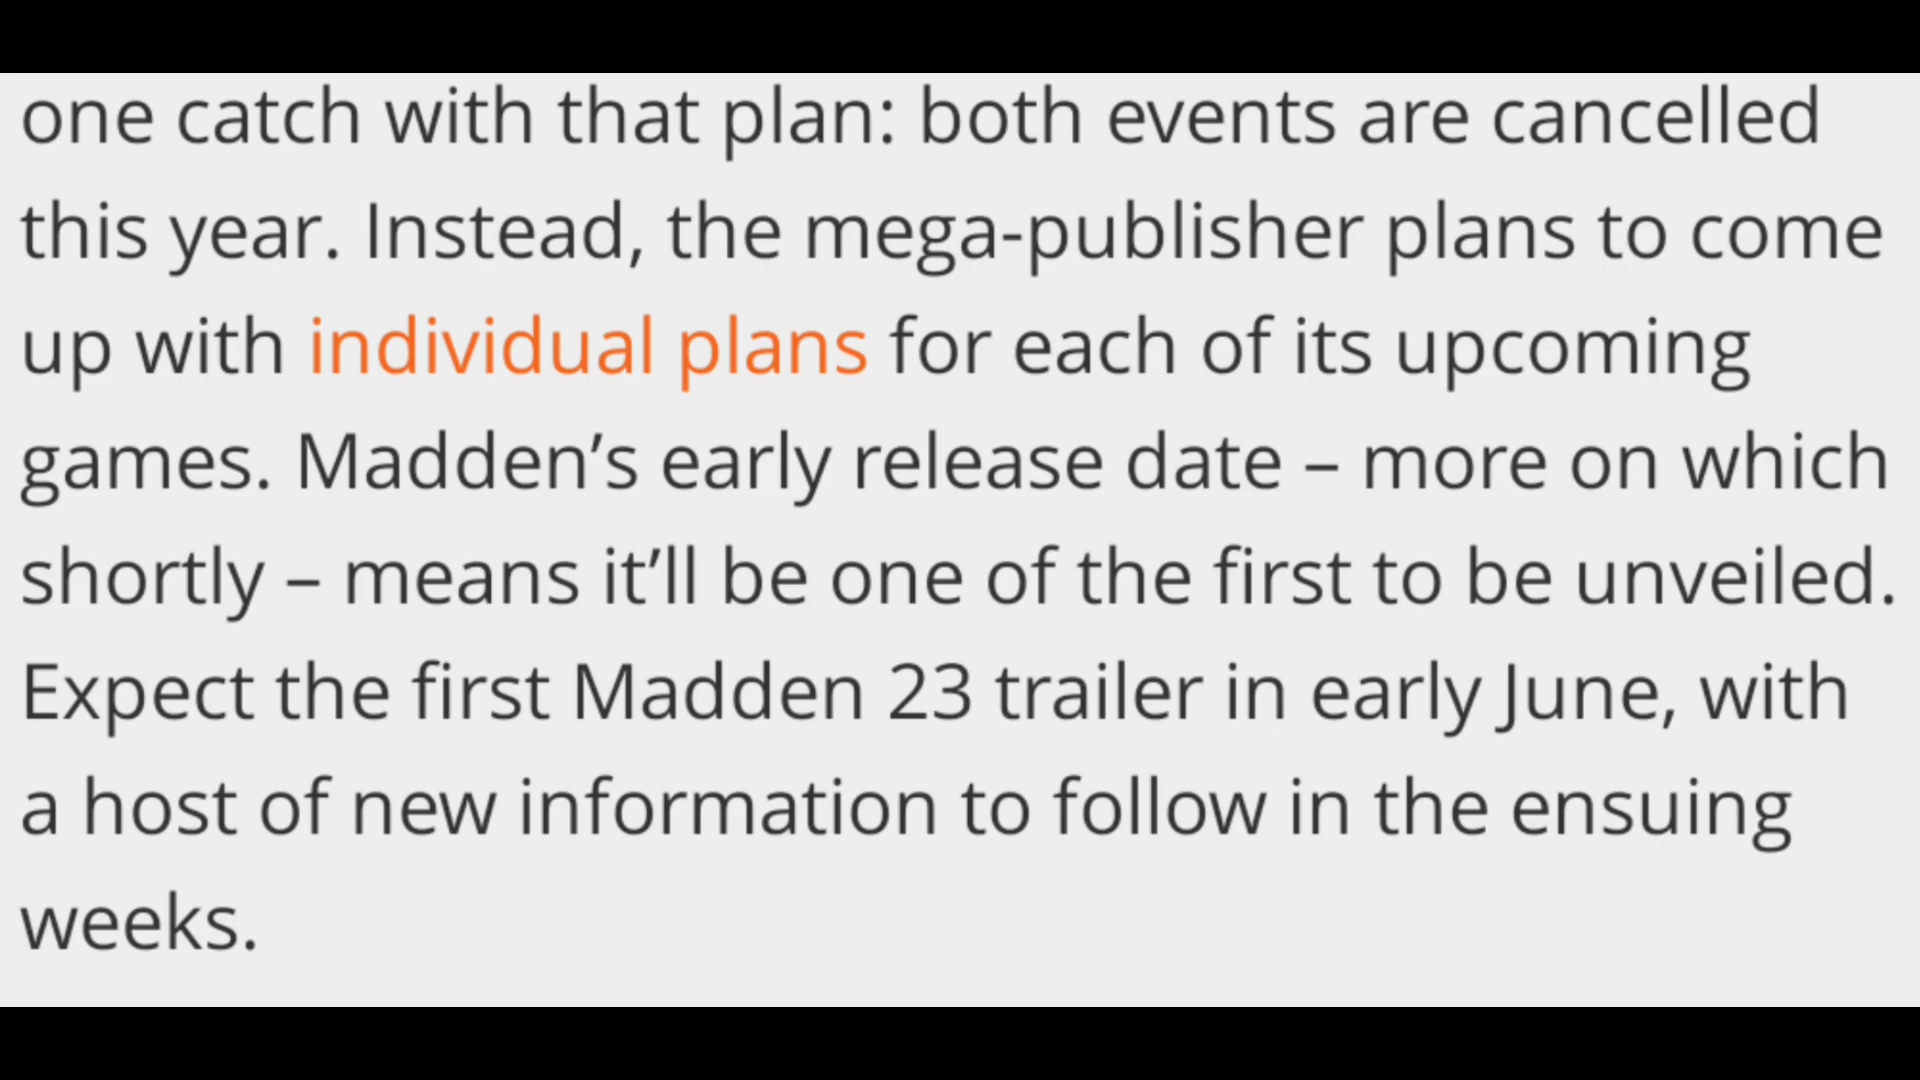 one catch with that plan: both events are cancelled
this year. Instead, the mega-publisher plans to come
up with individual plans for each of its upcoming
games. Madden’s early release date – more on which
shortly – means it’ll be one of the first to be unveiled.
Expect the first Madden 23 trailer in early June, with
a host of new information to follow in the ensuing
weeks.